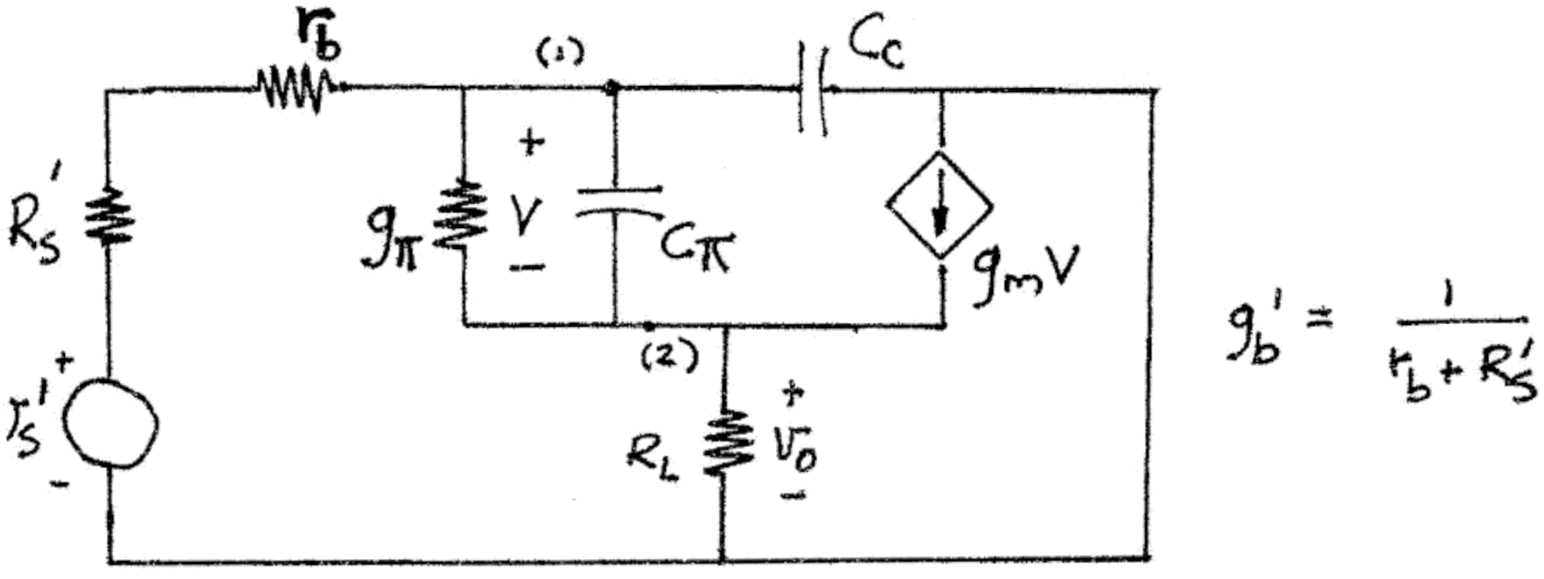 r_b
(1)
C_c
R_S'
g_π
+
V
−
C_π
g_m V
g_b' = 1 / (r_b + R_S')
(2)
+
v_S'
−
R_L
+
v_o
−